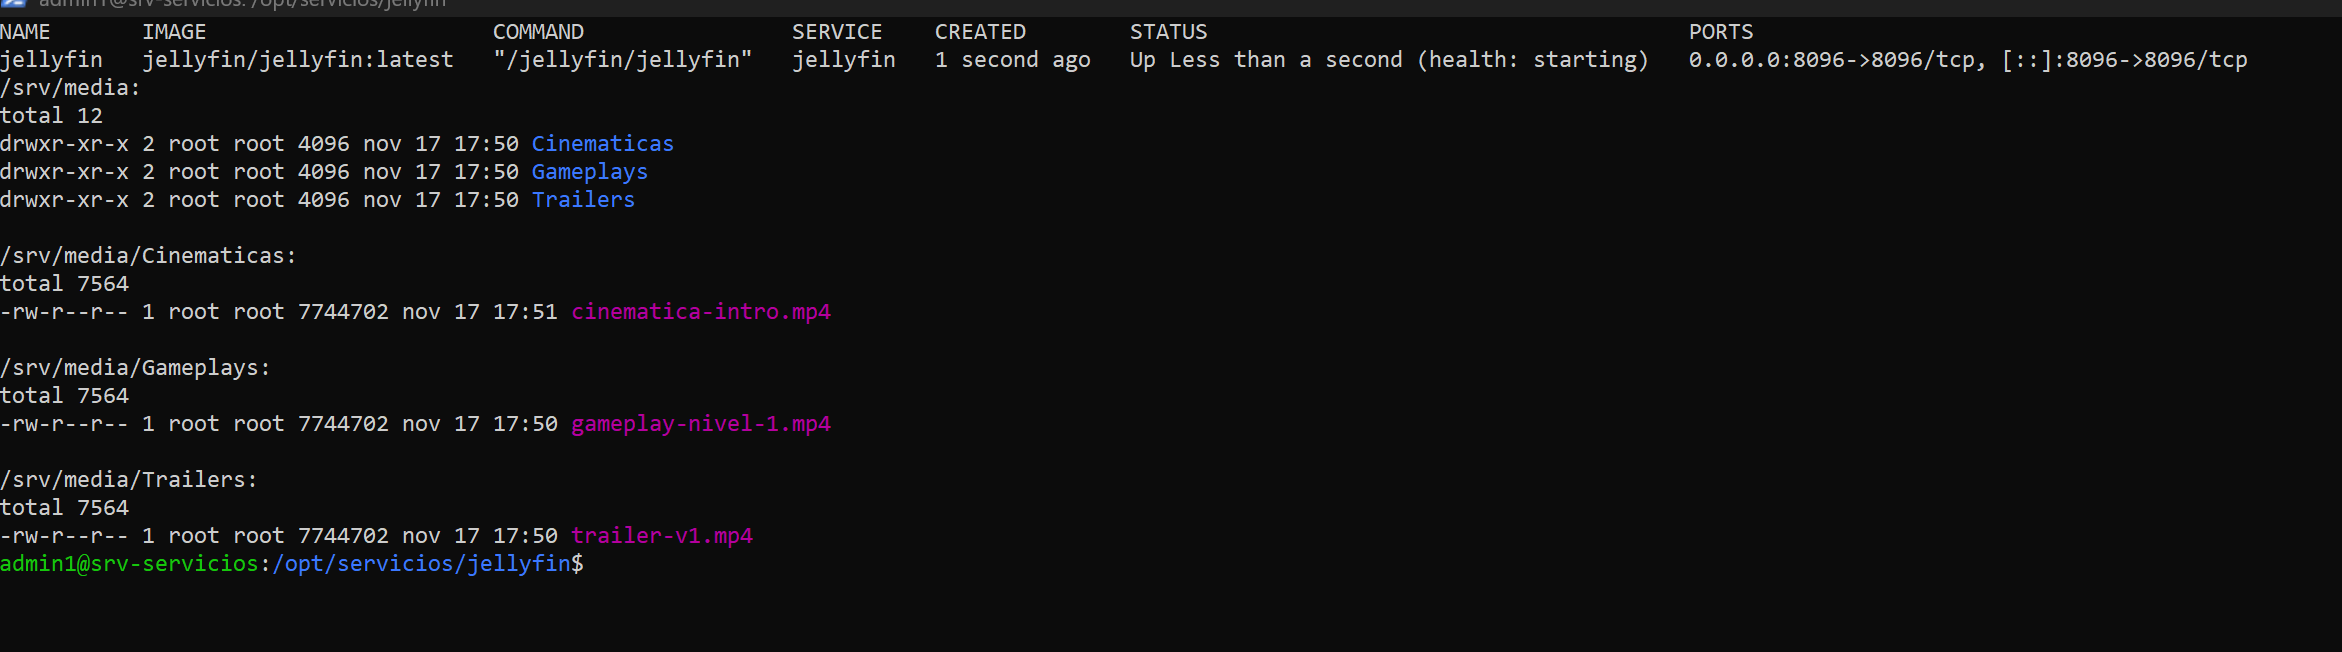 admin1@srv-servicios: /opt/servicios/jellyfin
NAME IMAGE COMMAND SERVICE CREATED STATUS PORTS
jellyfin jellyfin/jellyfin:latest "/jellyfin/jellyfin" jellyfin 1 second ago Up Less than a second (health: starting) 0.0.0.0:8096->8096/tcp, [::]:8096->8096/tcp
/srv/media:
total 12
drwxr-xr-x 2 root root 4096 nov 17 17:50 Cinematicas
drwxr-xr-x 2 root root 4096 nov 17 17:50 Gameplays
drwxr-xr-x 2 root root 4096 nov 17 17:50 Trailers
/srv/media/Cinematicas:
total 7564
-rw-r--r-- 1 root root 7744702 nov 17 17:51 cinematica-intro.mp4
/srv/media/Gameplays:
total 7564
-rw-r--r-- 1 root root 7744702 nov 17 17:50 gameplay-nivel-1.mp4
/srv/media/Trailers:
total 7564
-rw-r--r-- 1 root root 7744702 nov 17 17:50 trailer-v1.mp4
admin1@srv-servicios:/opt/servicios/jellyfin$